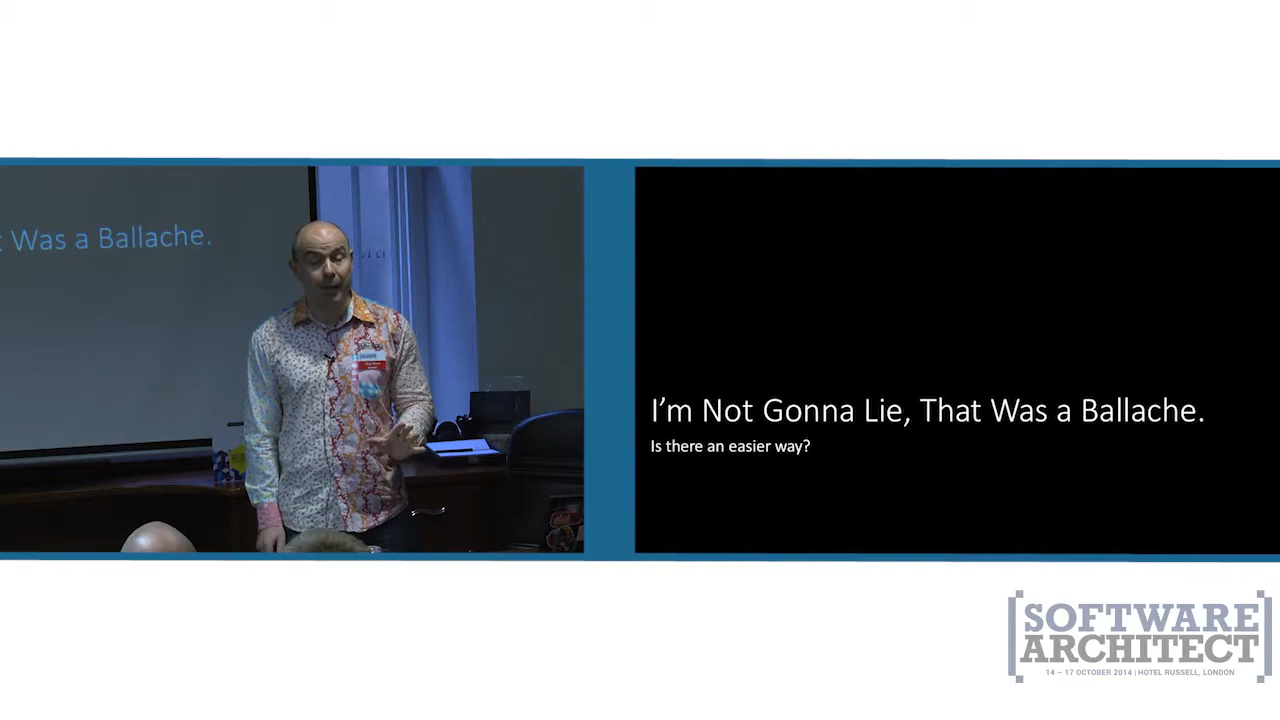 Was a Ballache.
I'm Not Gonna Lie, That Was a Ballache.
Is there an easier way?
[SOFTWARE
ARCHITECT]
14 – 17 OCTOBER 2014 | HOTEL RUSSELL, LONDON